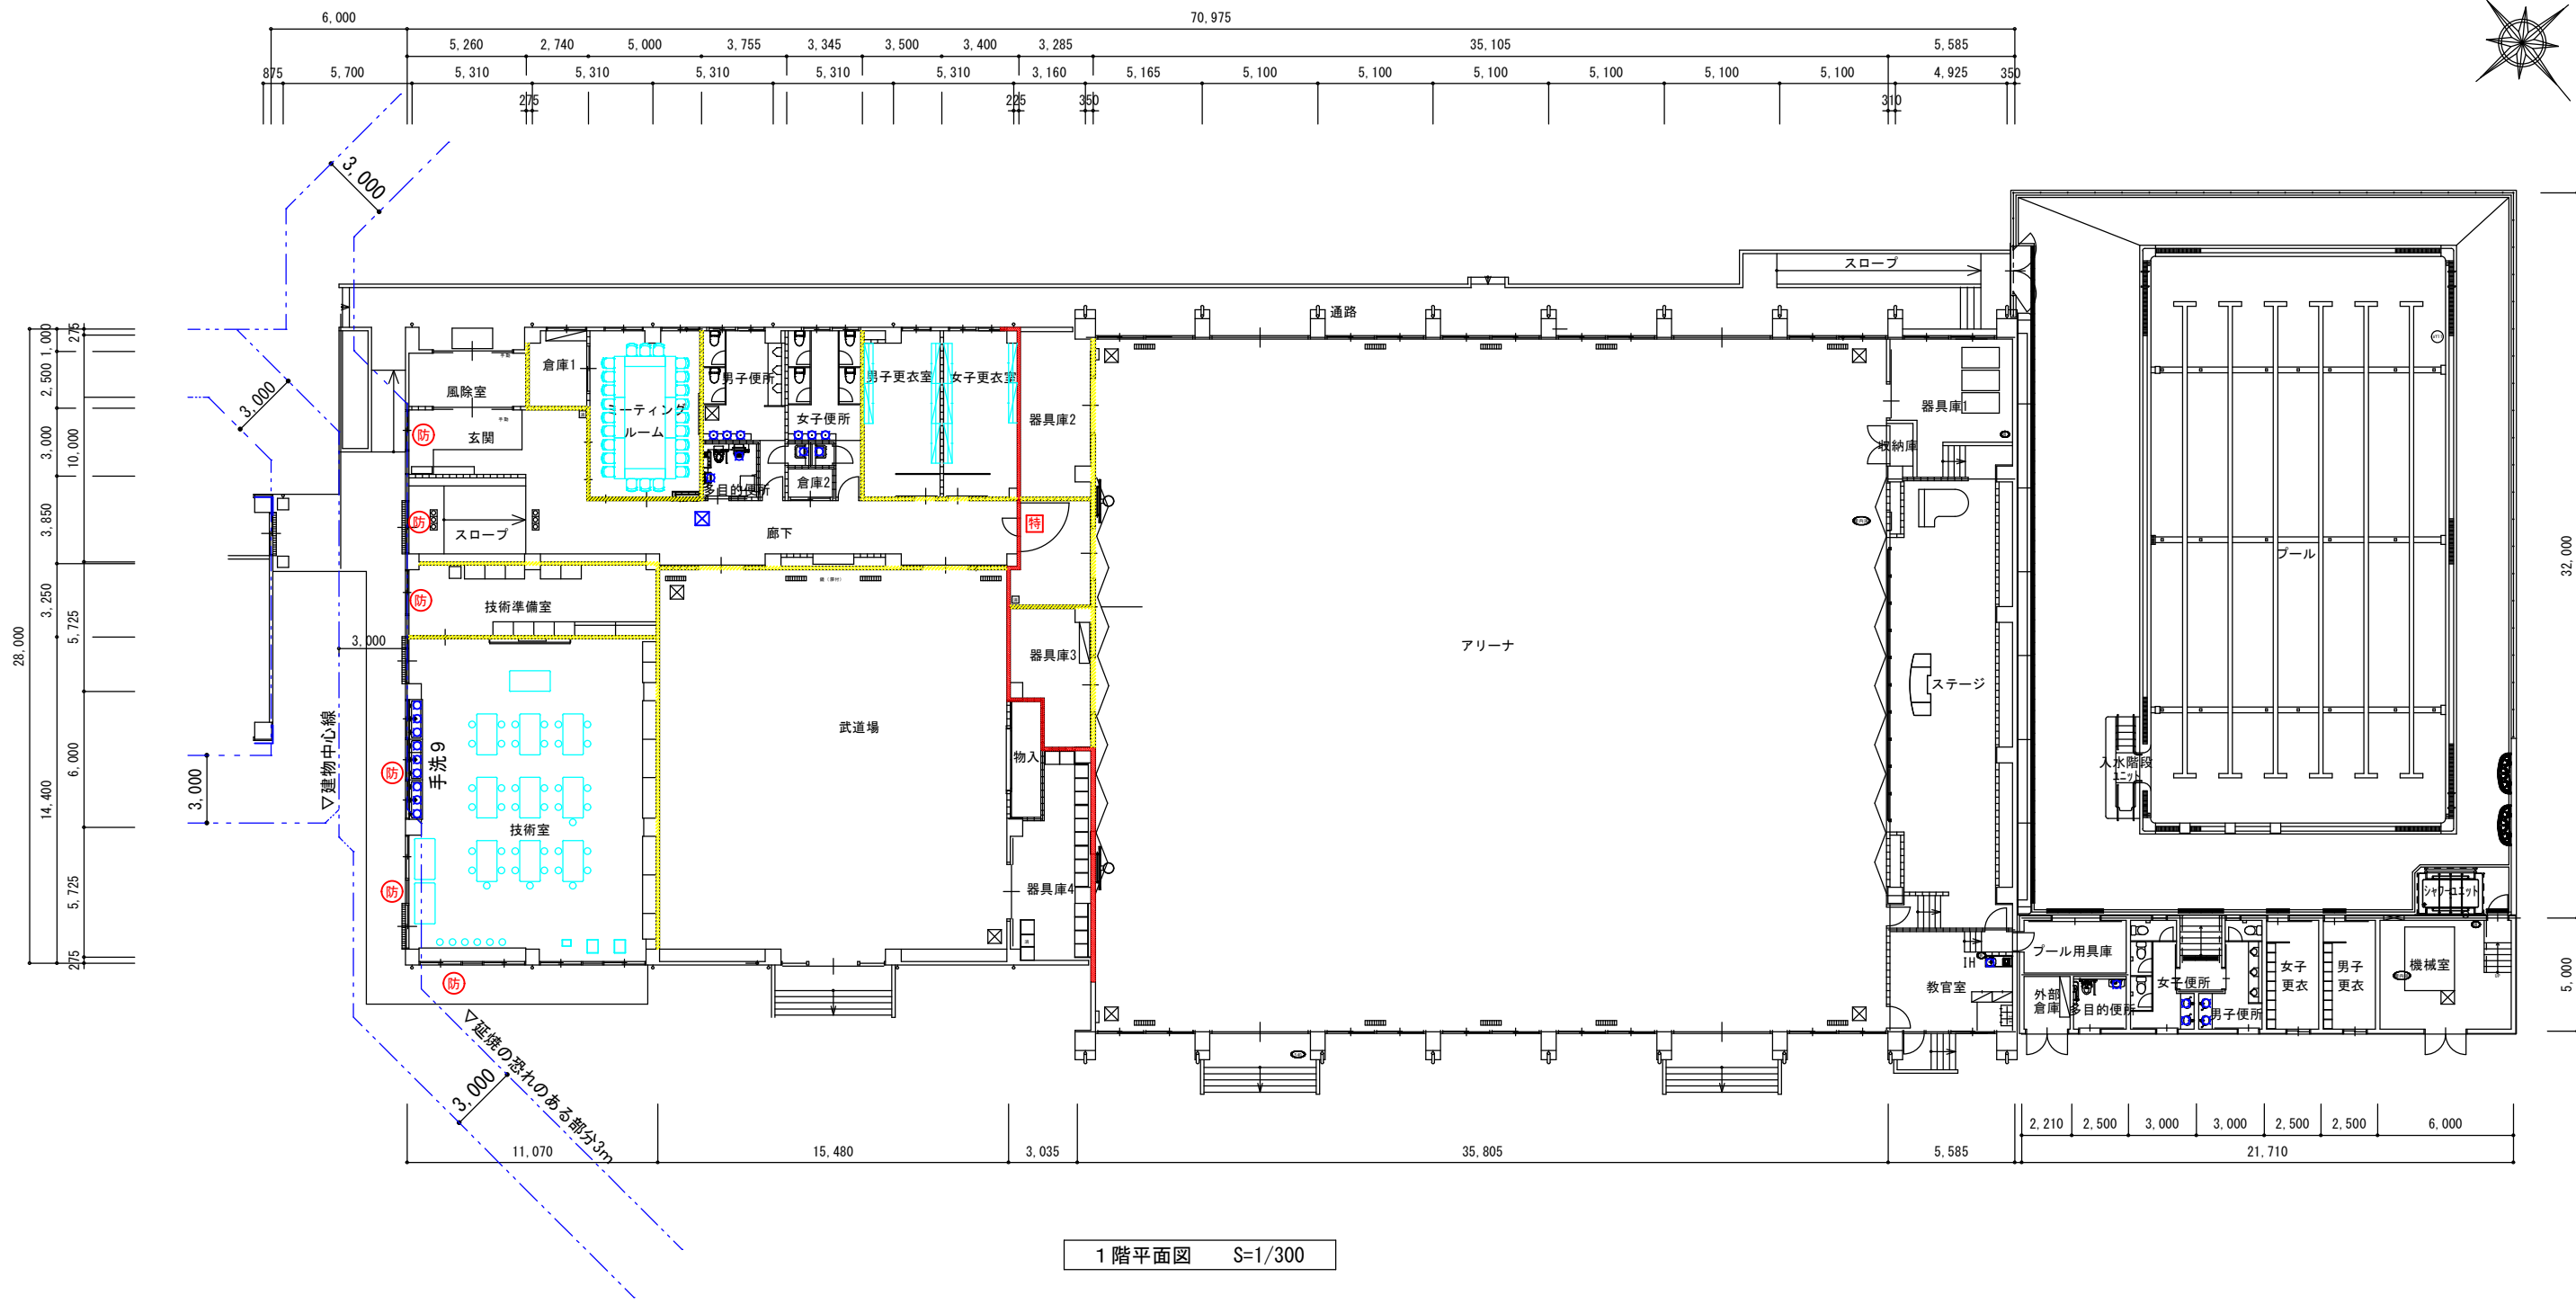 6,000
70,975
5,260
2,740
5,000
3,755
3,345
3,500
3,400
3,285
35,105
5,585
875
5,700
5,310
5,310
5,310
5,310
5,310
3,160
5,165
5,100
5,100
5,100
5,100
5,100
5,100
4,925
350
275
225
350
310
3,000
スロープ
通路
275
1,000
2,500
3,000
10,000
3,850
3,250
5,725
28,000
6,000
14,400
5,725
275
3,000
3,000
3,000
風除室
玄関
防
倉庫1
ミーティング
ルーム
男子便所
女子便所
男子更衣室
女子更衣室
器具庫2
器具庫1
収納庫
多目的便所
倉庫2
防
スロープ
廊下
特
プール
32,000
防
技術準備室
器具庫3
アリーナ
ステージ
武道場
物入
▽建物中心線
防
手洗9
技術室
入水階段
ユニット
防
器具庫4
シャワーユニット
防
プール用具庫
IH
教官室
外部
倉庫
多目的便所
女子便所
男子便所
女子
更衣
男子
更衣
機械室
5,000
▽延焼の恐れのある部分3m
3,000
11,070
15,480
3,035
35,805
5,585
2,210
2,500
3,000
3,000
2,500
2,500
6,000
21,710
1階平面図 S=1/300